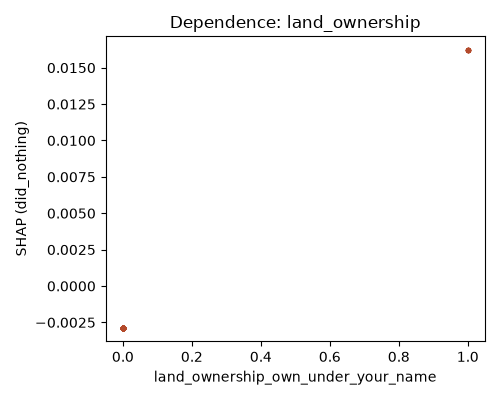 Dependence: land_ownership
SHAP (did_nothing)
0.0150
0.0125
0.0100
0.0075
0.0050
0.0025
0.0000
−0.0025
0.0 0.2 0.4 0.6 0.8 1.0
land_ownership_own_under_your_name